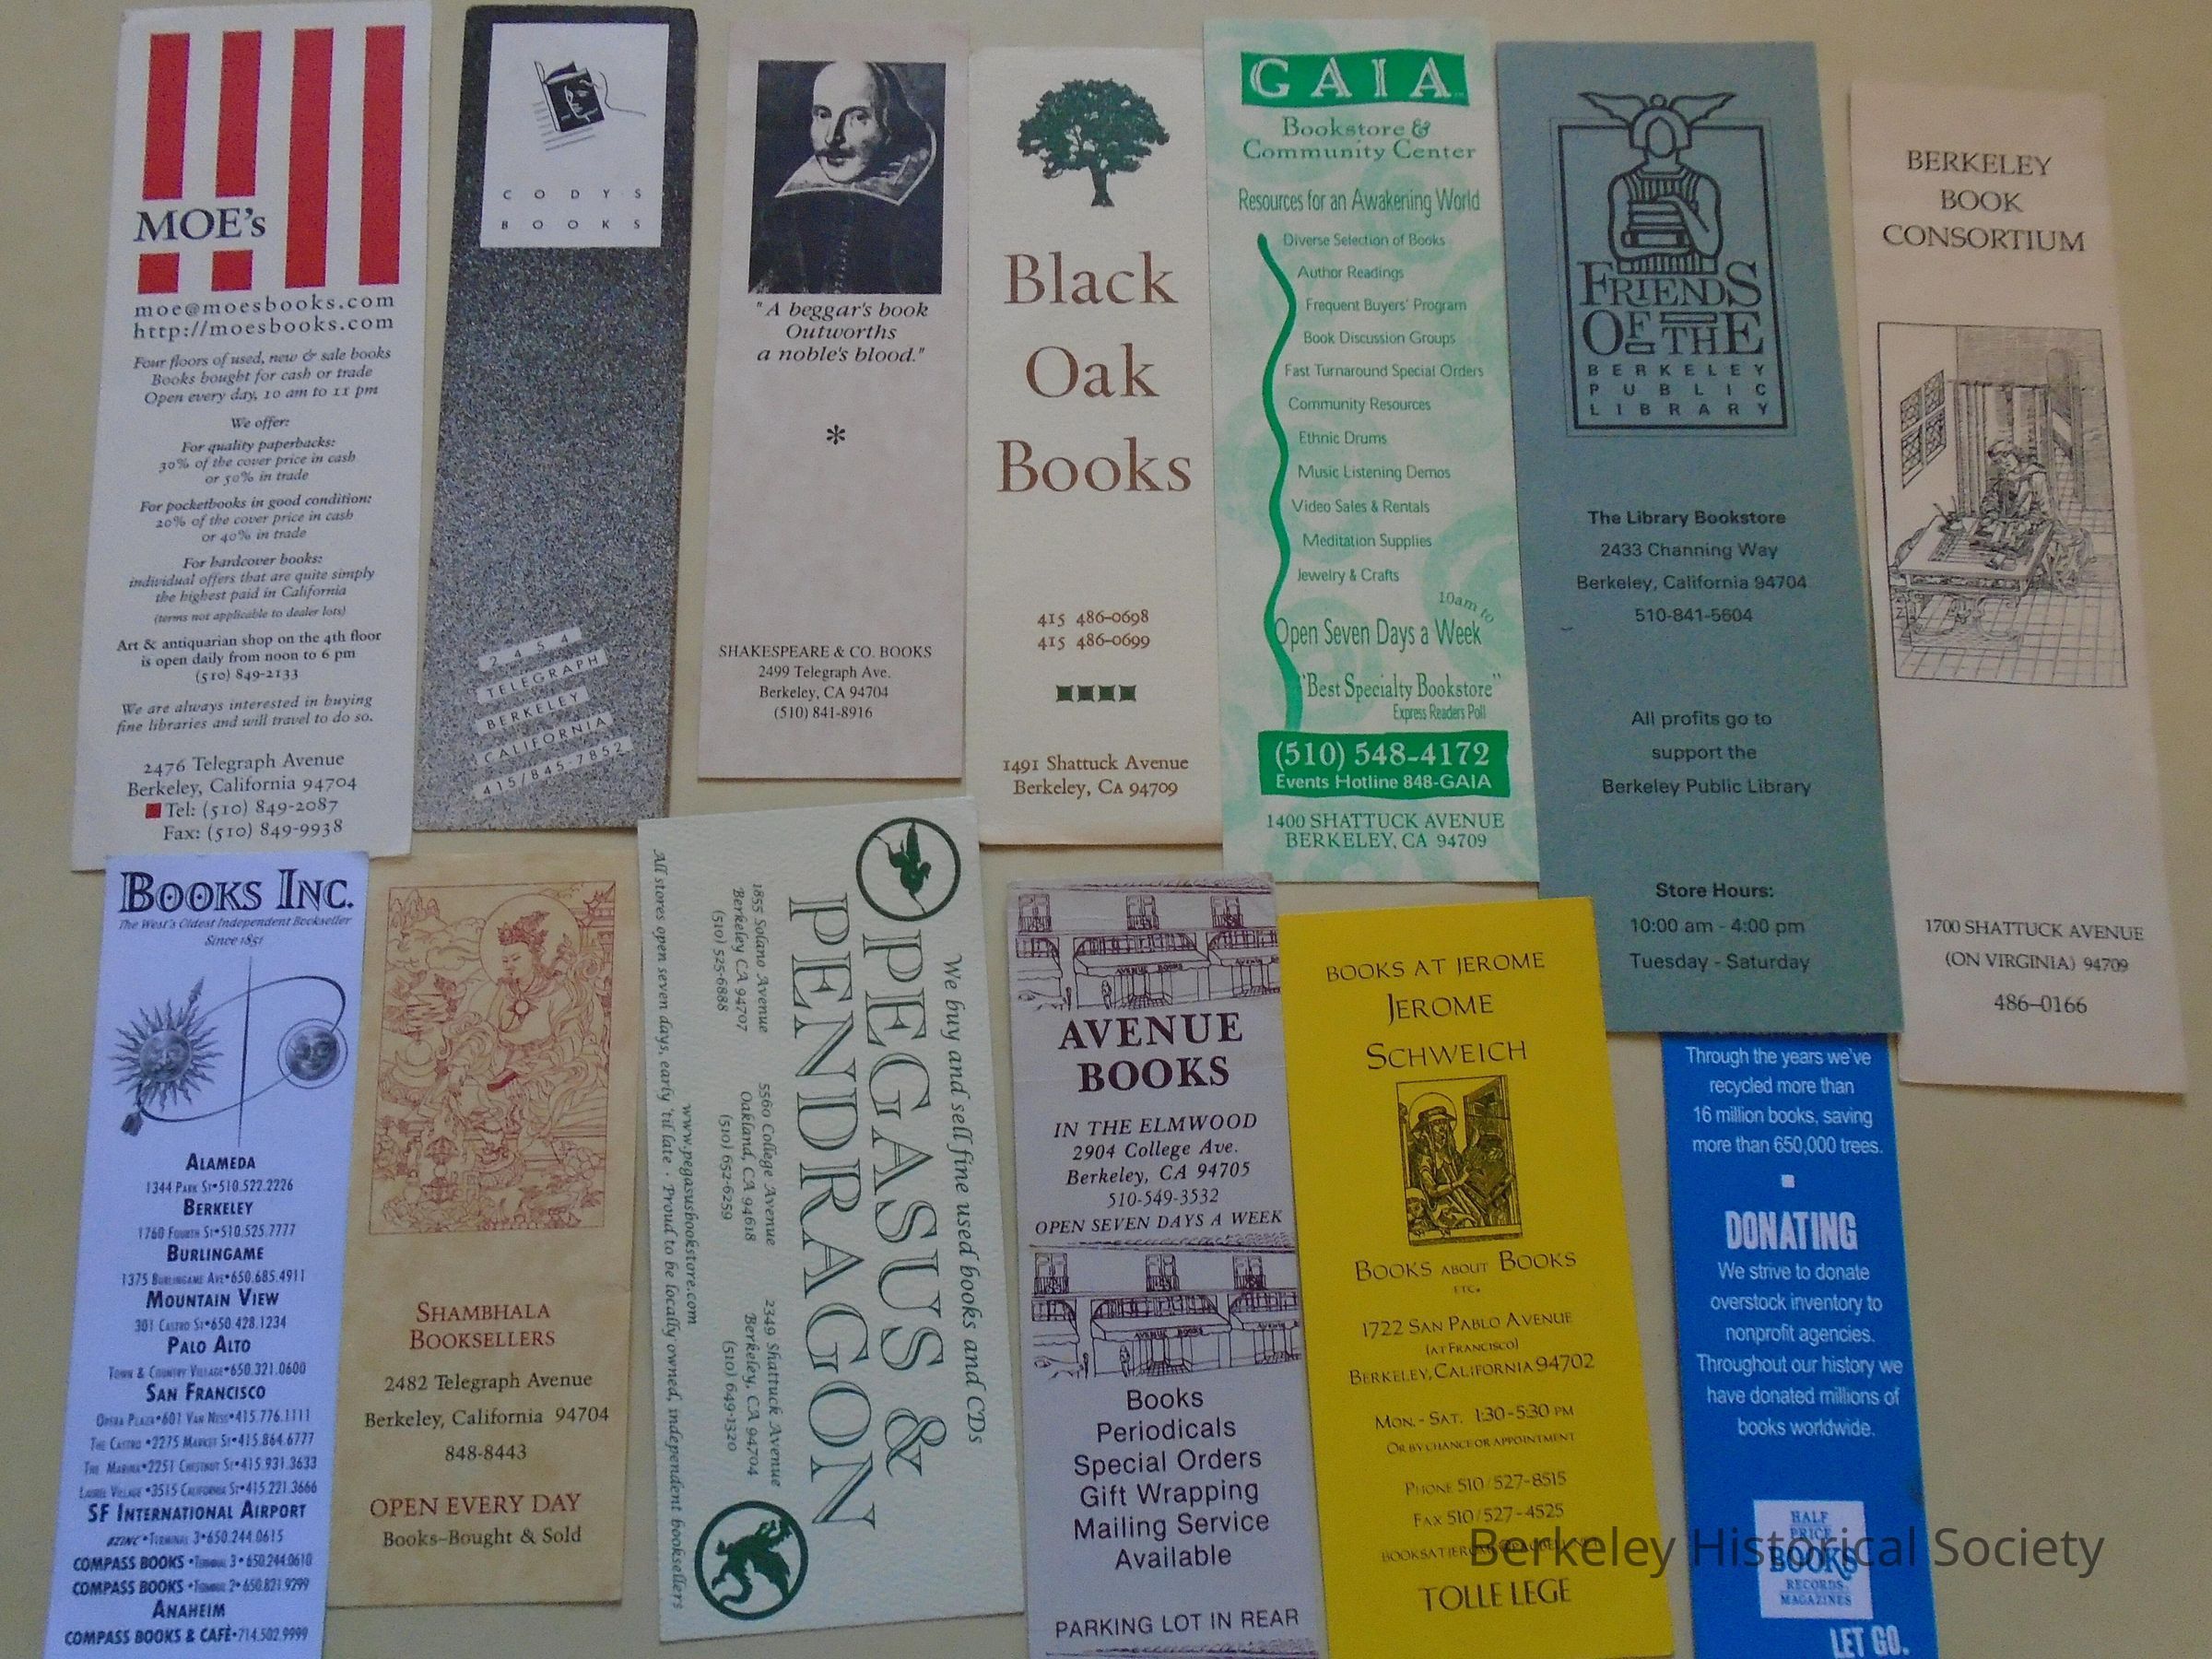 MOE's
moe@moesbooks.com
http://moesbooks.com
Four floors of used, new & sale books
Books bought for cash or trade
Open every day, 10 am to 11 pm
We offer:
For quality paperbacks:
30% of the cover price in cash
or 50% in trade
For pocketbooks in good condition:
20% of the cover price in cash
or 40% in trade
For hardcover books:
individual offers that are quite simply
the highest paid in California
(terms not applicable to dealer lots)
Art & antiquarian shop on the 4th floor
is open daily from noon to 6 pm
(510) 849-2133
We are always interested in buying
fine libraries and will travel to do so.
2476 Telegraph Avenue
Berkeley, California 94704
Tel: (510) 849-2087
Fax: (510) 849-9938
CODYS
BOOKS
2454
TELEGRAPH
BERKELEY
CALIFORNIA
415/845-7852
"A beggar's book
Outworths
a noble's blood."
*
SHAKESPEARE & CO. BOOKS
2499 Telegraph Ave.
Berkeley, CA 94704
(510) 841-8916
Black
Oak
Books
415 486-0698
415 486-0699
1491 Shattuck Avenue
Berkeley, CA 94709
GAIA
Bookstore &
Community Center
Resources for an Awakening World
Diverse Selection of Books
Author Readings
Frequent Buyers' Program
Book Discussion Groups
Fast Turnaround Special Orders
Community Resources
Ethnic Drums
Music Listening Demos
Video Sales & Rentals
Meditation Supplies
Jewelry & Crafts
10am to
Open Seven Days a Week
"Best Specialty Bookstore"
Express Readers Poll
(510) 548-4172
Events Hotline 848-GAIA
1400 SHATTUCK AVENUE
BERKELEY, CA 94709
FRIENDS
OF THE
BERKELEY
PUBLIC
LIBRARY
The Library Bookstore
2433 Channing Way
Berkeley, California 94704
510-841-5604
All profits go to
support the
Berkeley Public Library
Store Hours:
10:00 am - 4:00 pm
Tuesday - Saturday
BERKELEY
BOOK
CONSORTIUM
1700 SHATTUCK AVENUE
(ON VIRGINIA) 94709
486-0166
BOOKS INC.
The West's Oldest Independent Bookseller
Since 1851
ALAMEDA
1344 PARK ST•510.522.2226
BERKELEY
1760 FOURTH ST•510.525.7777
BURLINGAME
1375 BURLINGAME AVE•650.685.4911
MOUNTAIN VIEW
301 CASTRO ST•650.428.1234
PALO ALTO
TOWN & COUNTRY VILLAGE•650.321.0600
SAN FRANCISCO
OPERA PLAZA•601 VAN NESS•415.776.1111
THE CASTRO •2275 MARKET ST•415.864.6777
THE MARINA•2251 CHESTNUT ST•415.931.3633
LAUREL VILLAGE •3515 CALIFORNIA ST•415.221.3666
SF INTERNATIONAL AIRPORT
•TERMINAL 3•650.244.0615
COMPASS BOOKS •TERMINAL 3•650.244.0610
COMPASS BOOKS •TERMINAL 2•650.821.9299
ANAHEIM
COMPASS BOOKS & CAFÈ•714.502.9999
SHAMBHALA
BOOKSELLERS
2482 Telegraph Avenue
Berkeley, California 94704
848-8443
OPEN EVERY DAY
Books–Bought & Sold
We buy and sell fine used books and CDs
PEGASUS &
PENDRAGON
1855 Solano Avenue
Berkeley CA 94707
(510) 525-6888
5560 College Avenue
Oakland, CA 94618
(510) 652-6259
2349 Shattuck Avenue
Berkeley, CA 94704
(510) 649-1320
www.pegasusbookstore.com
All stores open seven days, early 'til late · Proud to be locally owned, independent booksellers
AVENUE BOOKS
AVENUE
BOOKS
IN THE ELMWOOD
2904 College Ave.
Berkeley, CA 94705
510-549-3532
OPEN SEVEN DAYS A WEEK
AVENUE BOOKS
Books
Periodicals
Special Orders
Gift Wrapping
Mailing Service
Available
PARKING LOT IN REAR
BOOKS AT JEROME
JEROME
SCHWEICH
BOOKS ABOUT BOOKS
ETC.
1722 SAN PABLO AVENUE
(AT FRANCISCO)
BERKELEY, CALIFORNIA 94702
MON. - SAT. 1:30-5:30 PM
OR BY CHANCE OR APPOINTMENT
PHONE 510/527-8515
FAX 510/527-4525
TOLLE LEGE
Through the years we've
recycled more than
16 million books, saving
more than 650,000 trees.
DONATING
We strive to donate
overstock inventory to
nonprofit agencies.
Throughout our history we
have donated millions of
books worldwide.
HALF
PRICE
BOOKS
RECORDS
MAGAZINES
LET GO.
Berkeley Historical Society